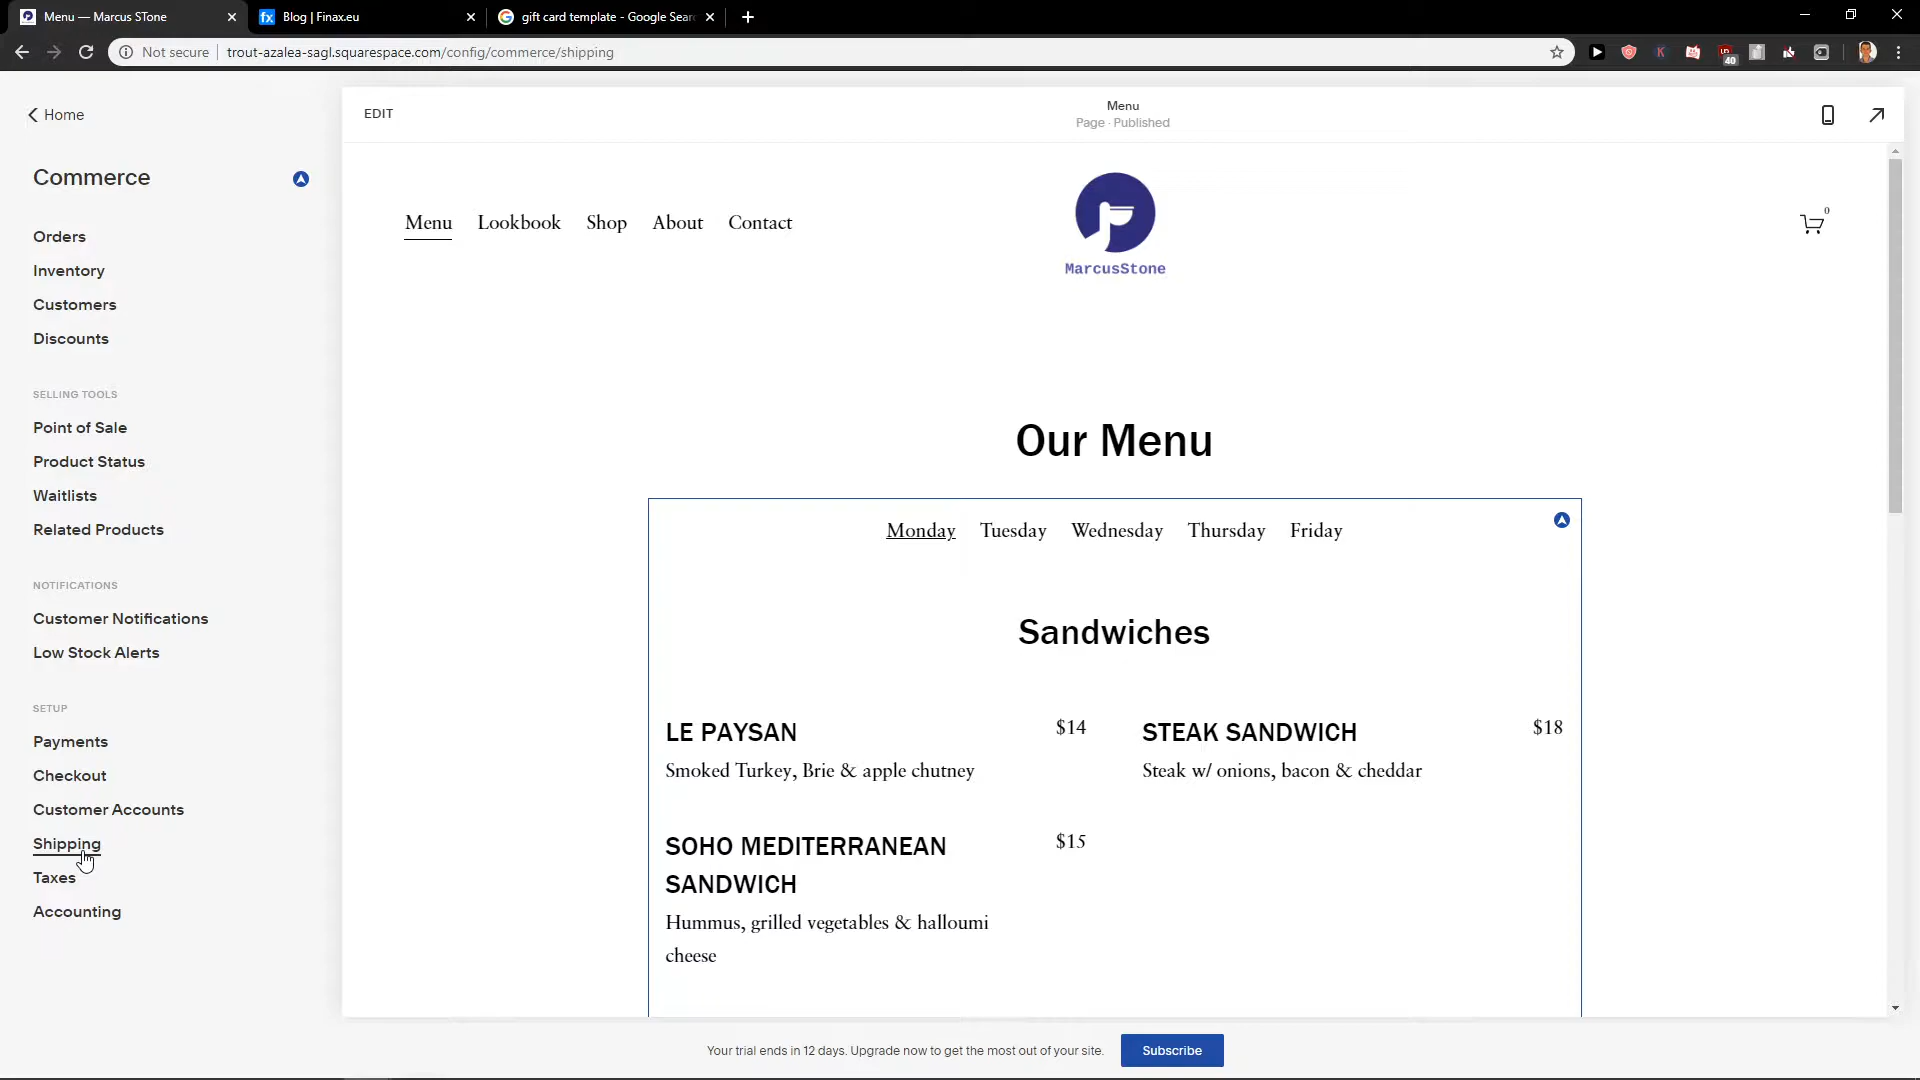 Menu — Marcus STone
Blog | Finax.eu
gift card template - Google Sear
Not secure
trout-azalea-sagl.squarespace.com/config/commerce/shipping
40
Home
EDIT
Menu
Page · Published
Commerce
Orders
Inventory
Customers
Discounts
SELLING TOOLS
Point of Sale
Product Status
Waitlists
Related Products
NOTIFICATIONS
Customer Notifications
Low Stock Alerts
SETUP
Payments
Checkout
Customer Accounts
Shipping
Taxes
Accounting
Menu Lookbook Shop About Contact
MarcusStone
0
Our Menu
Monday Tuesday Wednesday Thursday Friday
Sandwiches
LE PAYSAN $14
Smoked Turkey, Brie & apple chutney
STEAK SANDWICH $18
Steak w/ onions, bacon & cheddar
SOHO MEDITERRANEAN $15
SANDWICH
Hummus, grilled vegetables & halloumi
cheese
Your trial ends in 12 days. Upgrade now to get the most out of your site.
Subscribe